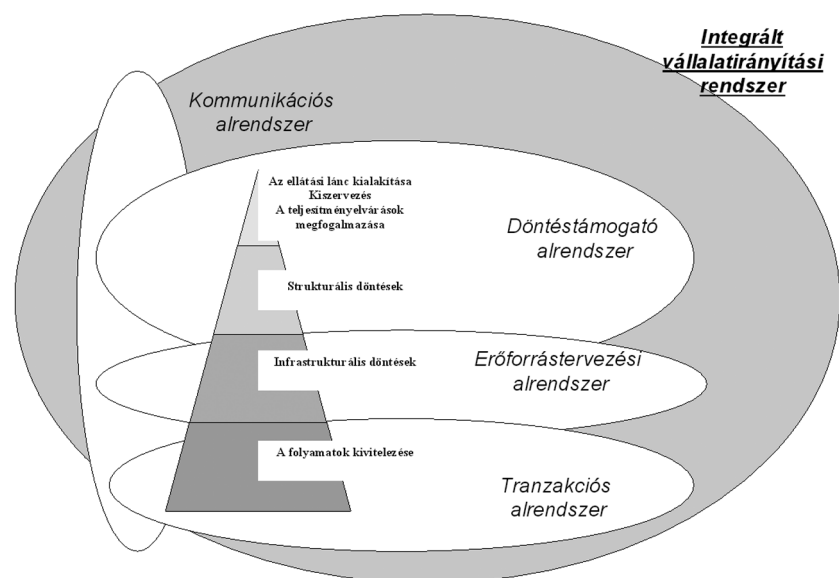 Integrált
vállalatirányítási
rendszer
Kommunikációs
alrendszer
Az ellátási lánc kialakítása
Kiszervezés
A teljesítményelvárások
megfogalmazása
Döntéstámogató
alrendszer
Strukturális döntések
Infrastrukturális döntések
Erőforrástervezési
alrendszer
A folyamatok kivitelezése
Tranzakciós
alrendszer